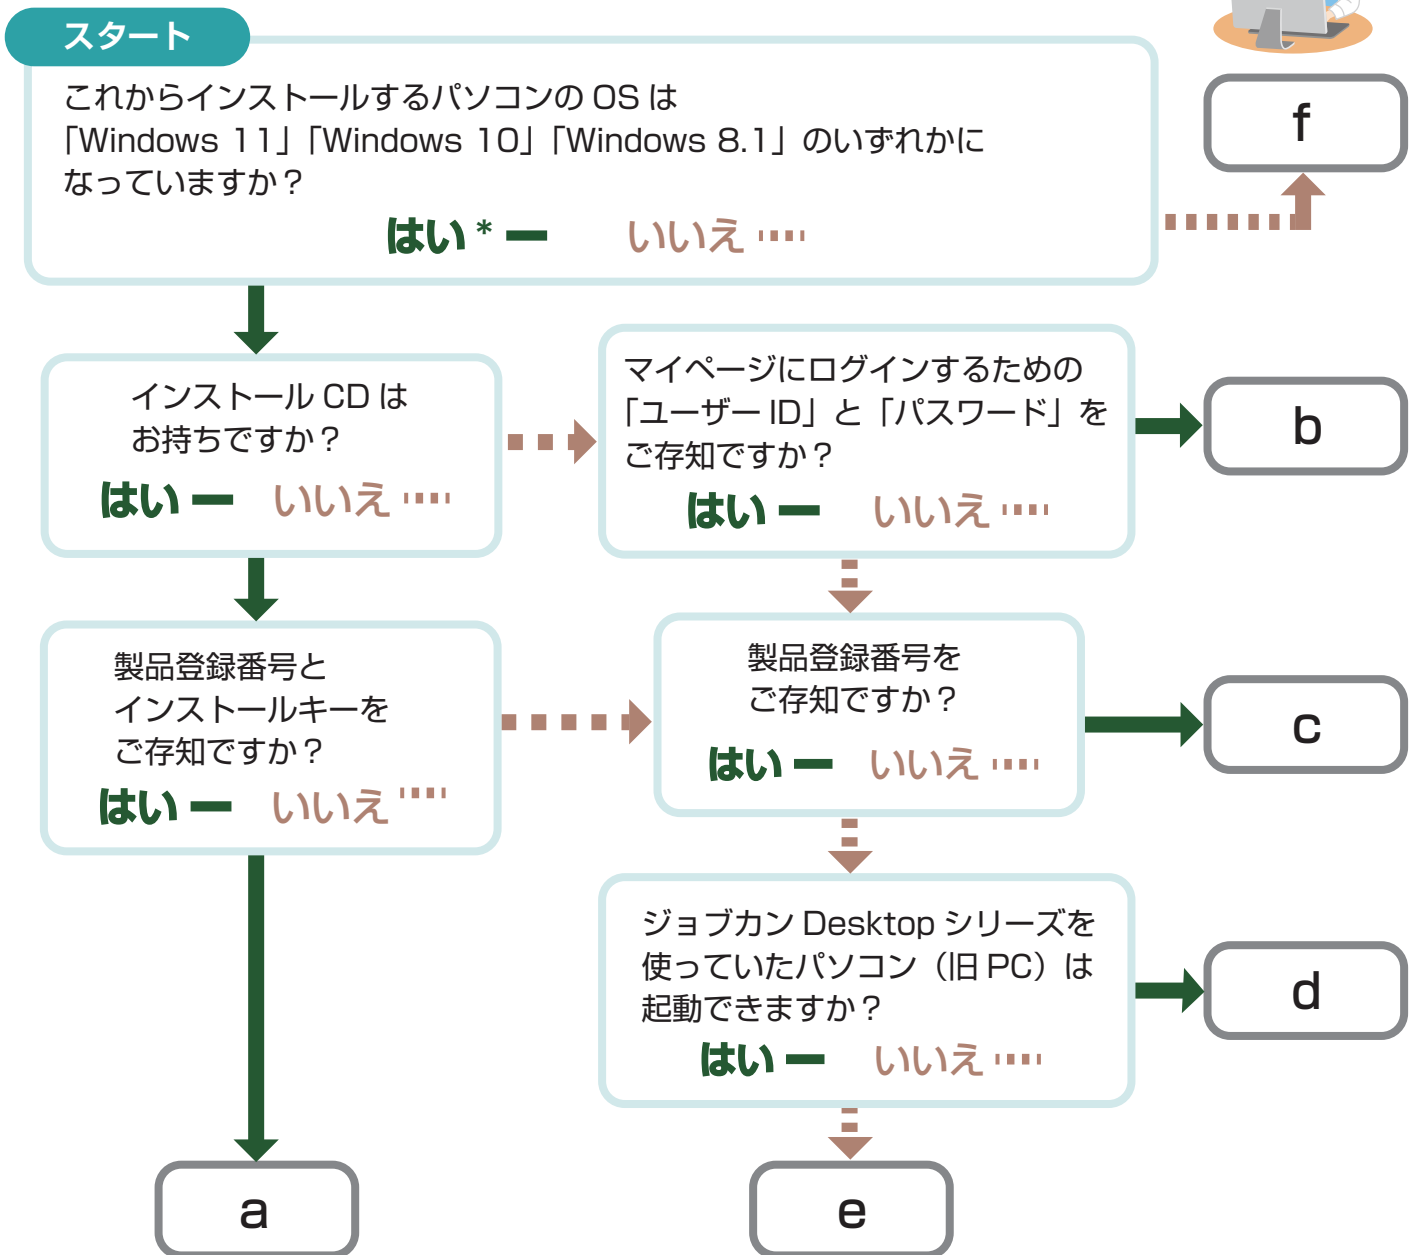 スタート
これからインストールするパソコンの OS は
「Windows 11」「Windows 10」「Windows 8.1」のいずれかに
なっていますか？
はい * いいえ
f
インストール CD は
お持ちですか？
はい いいえ
マイページにログインするための
「ユーザー ID」と「パスワード」を
ご存知ですか？
はい いいえ
b
製品登録番号と
インストールキーを
ご存知ですか？
はい いいえ
製品登録番号を
ご存知ですか？
はい いいえ
c
ジョブカン Desktop シリーズを
使っていたパソコン（旧 PC）は
起動できますか？
はい いいえ
d
a
e